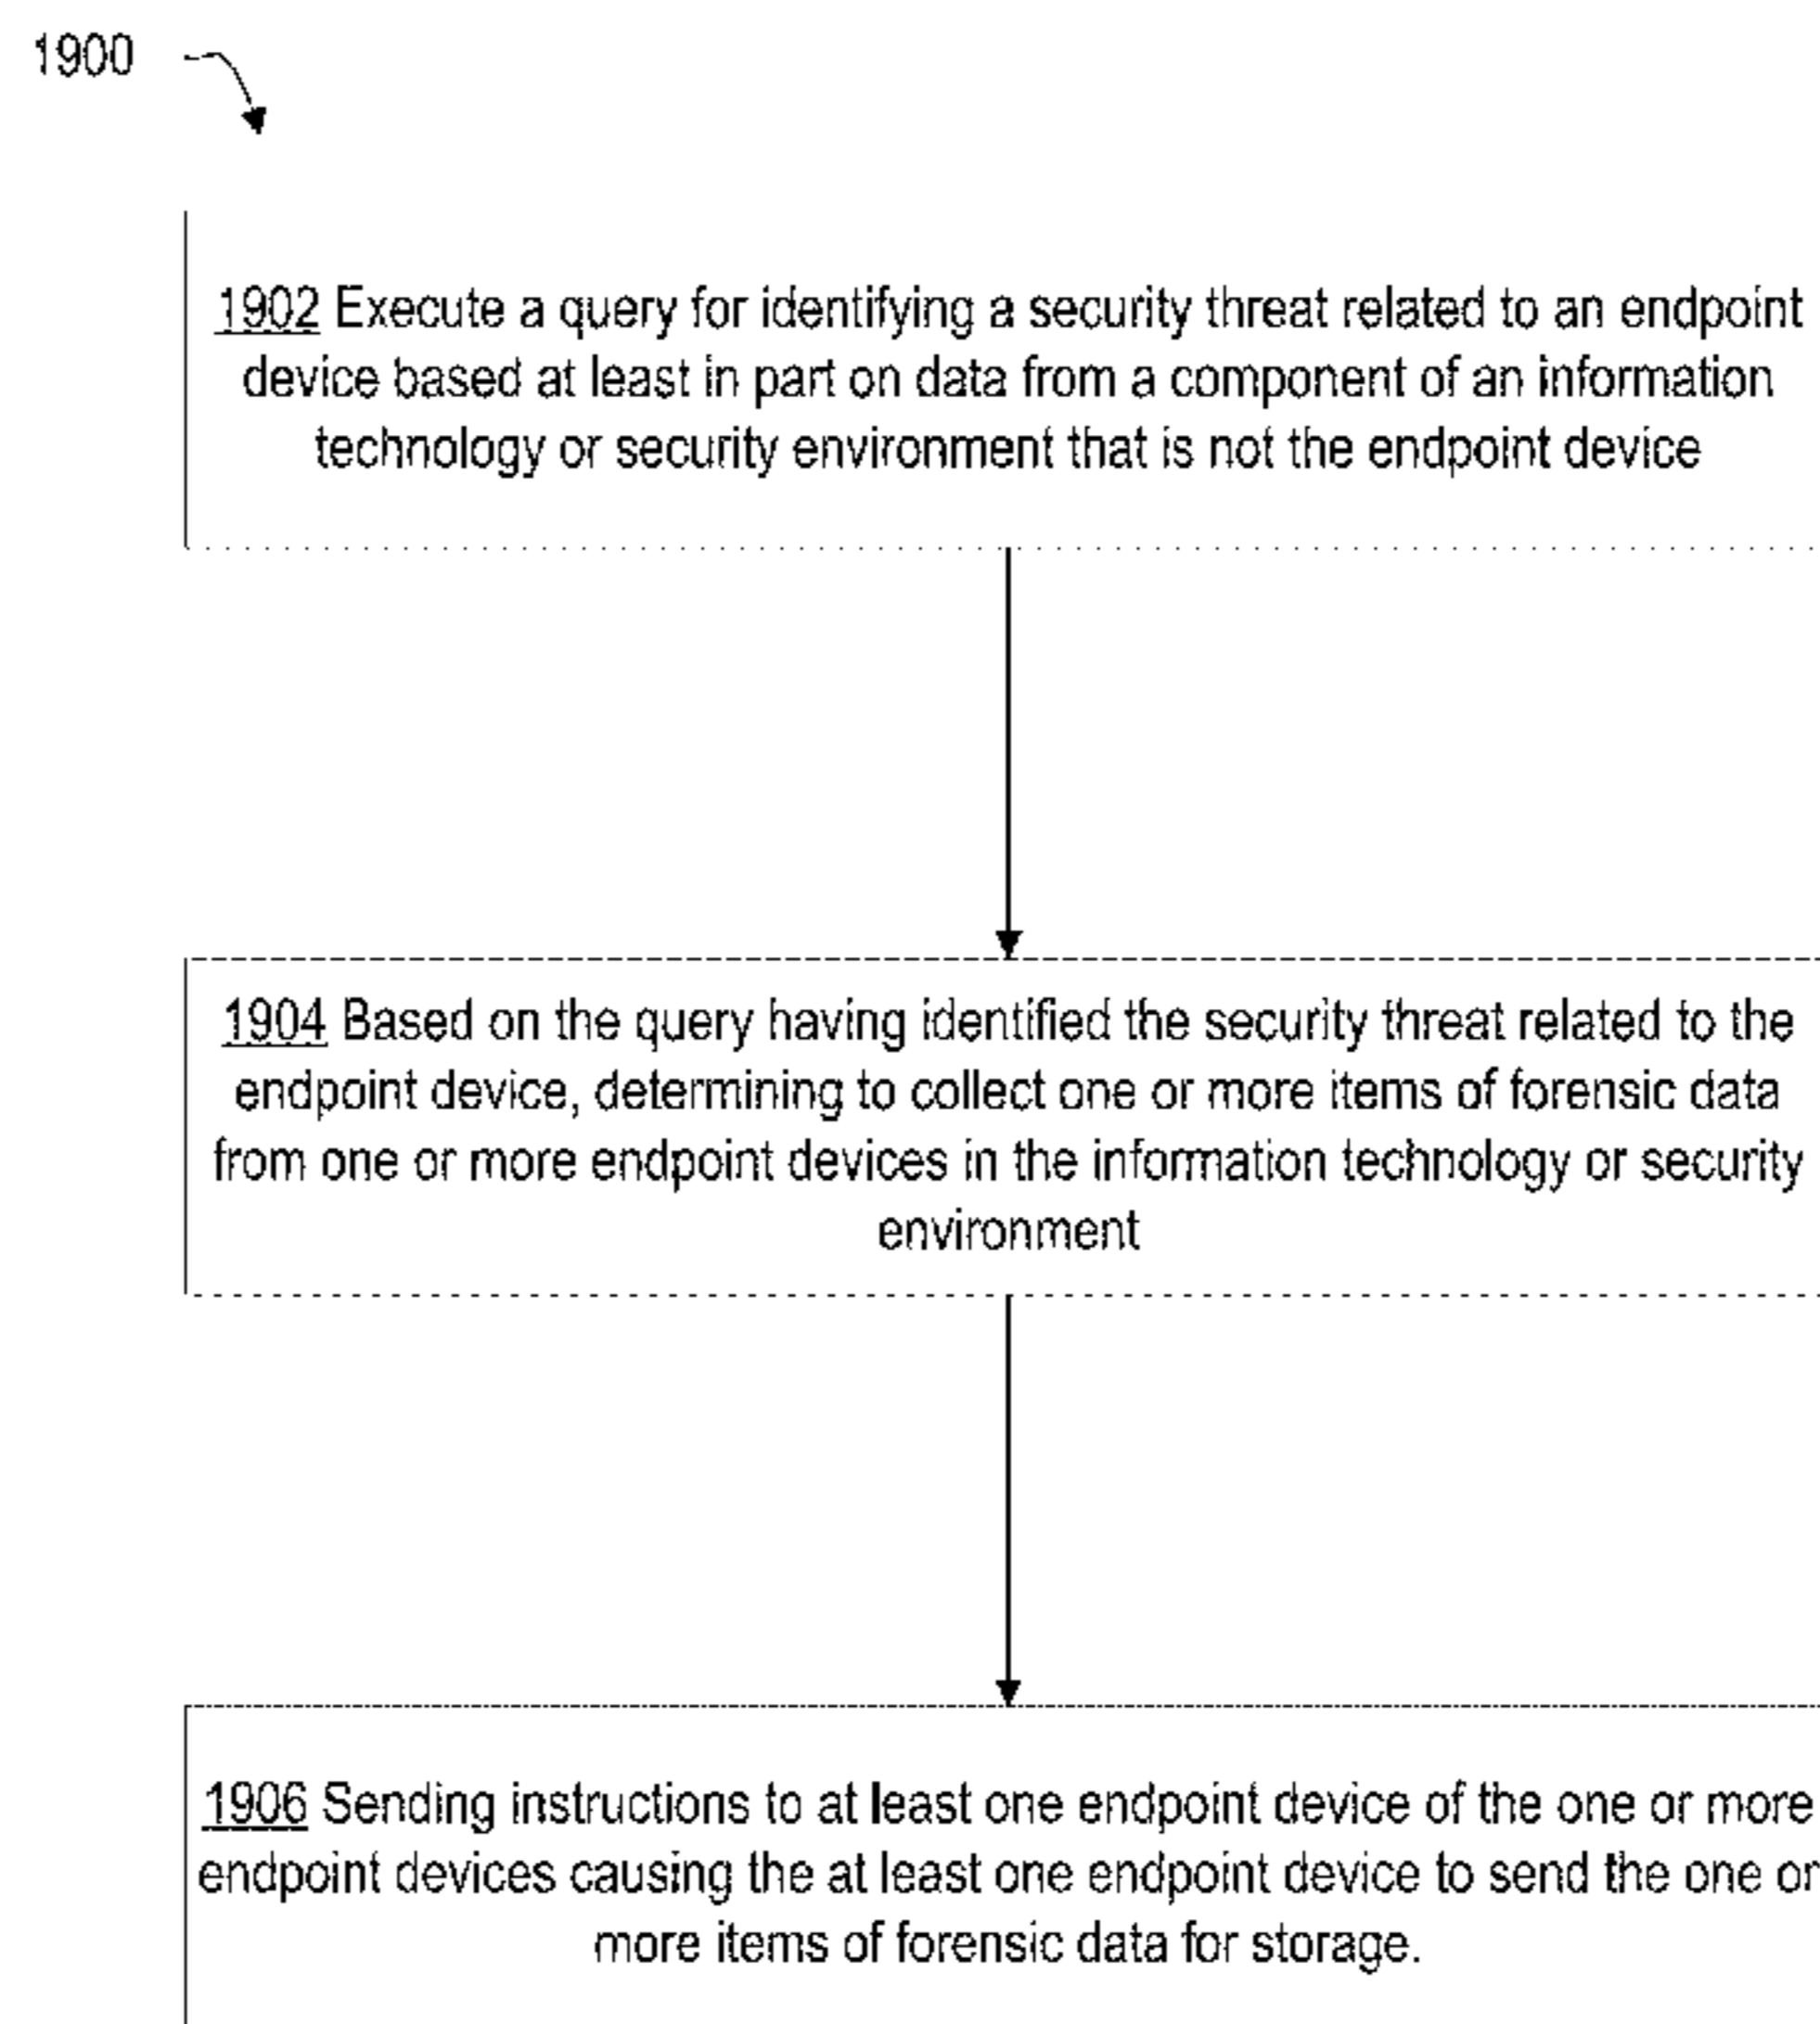 1900
1902 Execute a query for identifying a security threat related to an endpoint
device based at least in part on data from a component of an information
technology or security environment that is not the endpoint device
1904 Based on the query having identified the security threat related to the
endpoint device, determining to collect one or more items of forensic data
from one or more endpoint devices in the information technology or security
environment
1906 Sending instructions to at least one endpoint device of the one or more
endpoint devices causing the at least one endpoint device to send the one or
more items of forensic data for storage.